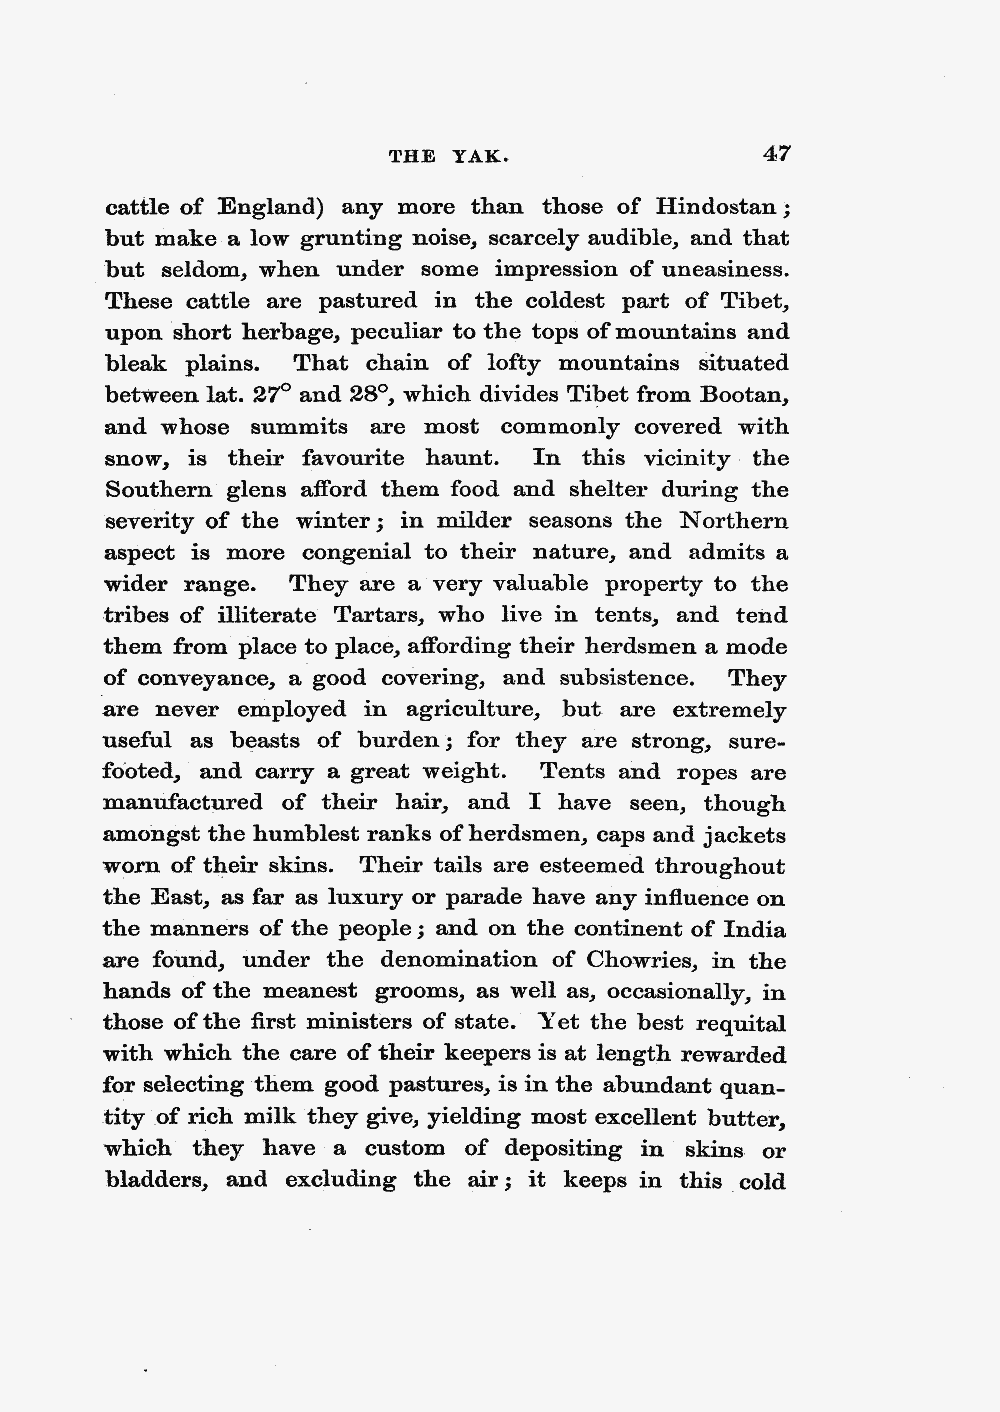 THE YAK. 47
cattle of England) any more than those of Hindostan;
but make a low grunting noise, scarcely audible, and that
but seldom, when under some impression of uneasiness.
These cattle are pastured in the coldest part of Tibet,
upon short herbage, peculiar to the tops of mountains and
bleak plains. That chain of lofty mountains situated
between lat. 27° and 28°, which divides Tibet from Bootan,
and whose summits are most commonly covered with
snow, is their favourite haunt. In this vicinity the
Southern glens afford them food and shelter during the
severity of the winter; in milder seasons the Northern
aspect is more congenial to their nature, and admits a
wider range. They are a very valuable property to the
tribes of illiterate Tartars, who live in tents, and tend
them from place to place, affording their herdsmen a mode
of conveyance, a good covering, and subsistence. They
are never employed in agriculture, but are extremely
useful as beasts of burden; for they are strong, sure-
footed, and carry a great weight. Tents and ropes are
manufactured of their hair, and I have seen, though
amongst the humblest ranks of herdsmen, caps and jackets
worn of their skins. Their tails are esteemed throughout
the East, as far as luxury or parade have any influence on
the manners of the people; and on the continent of India
are found, under the denomination of Chowries, in the
hands of the meanest grooms, as well as, occasionally, in
those of the first ministers of state. Yet the best requital
with which the care of their keepers is at length rewarded
for selecting them good pastures, is in the abundant quan-
tity of rich milk they give, yielding most excellent butter,
which they have a custom of depositing in skins or
bladders, and excluding the air; it keeps in this cold